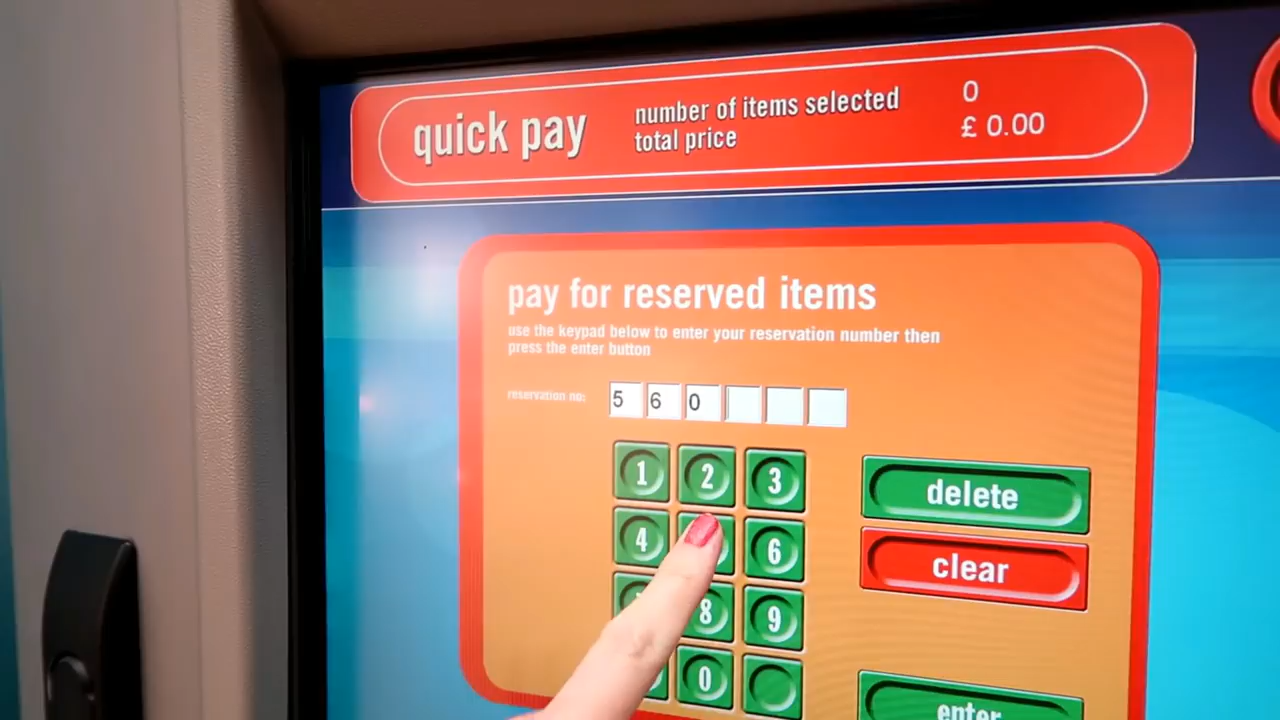 quick pay
number of items selected 0
total price £ 0.00
pay for reserved items
use the keypad below to enter your reservation number then
press the enter button
reservation no: 5 6 0
1 2 3
delete
4 6
clear
8 9
0
enter